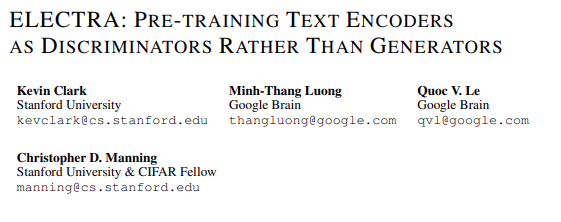 ELECTRA: PRE-TRAINING TEXT ENCODERS
AS DISCRIMINATORS RATHER THAN GENERATORS
Kevin Clark
Stanford University
kevclark@cs.stanford.edu
Minh-Thang Luong
Google Brain
thangluong@google.com
Quoc V. Le
Google Brain
qvl@google.com
Christopher D. Manning
Stanford University & CIFAR Fellow
manning@cs.stanford.edu